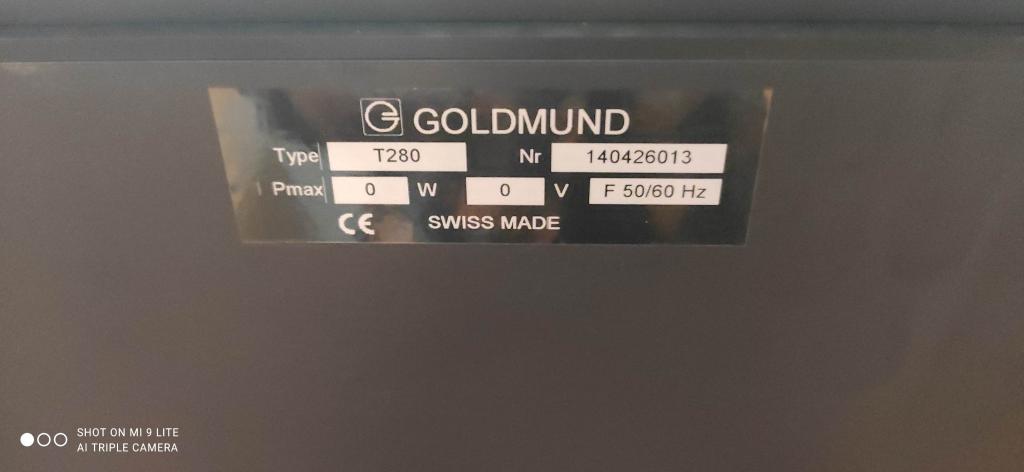 GOLDMUND
Type T280 Nr 140426013
Pmax 0 W 0 V F 50/60 Hz
CE SWISS MADE
SHOT ON MI 9 LITE
AI TRIPLE CAMERA